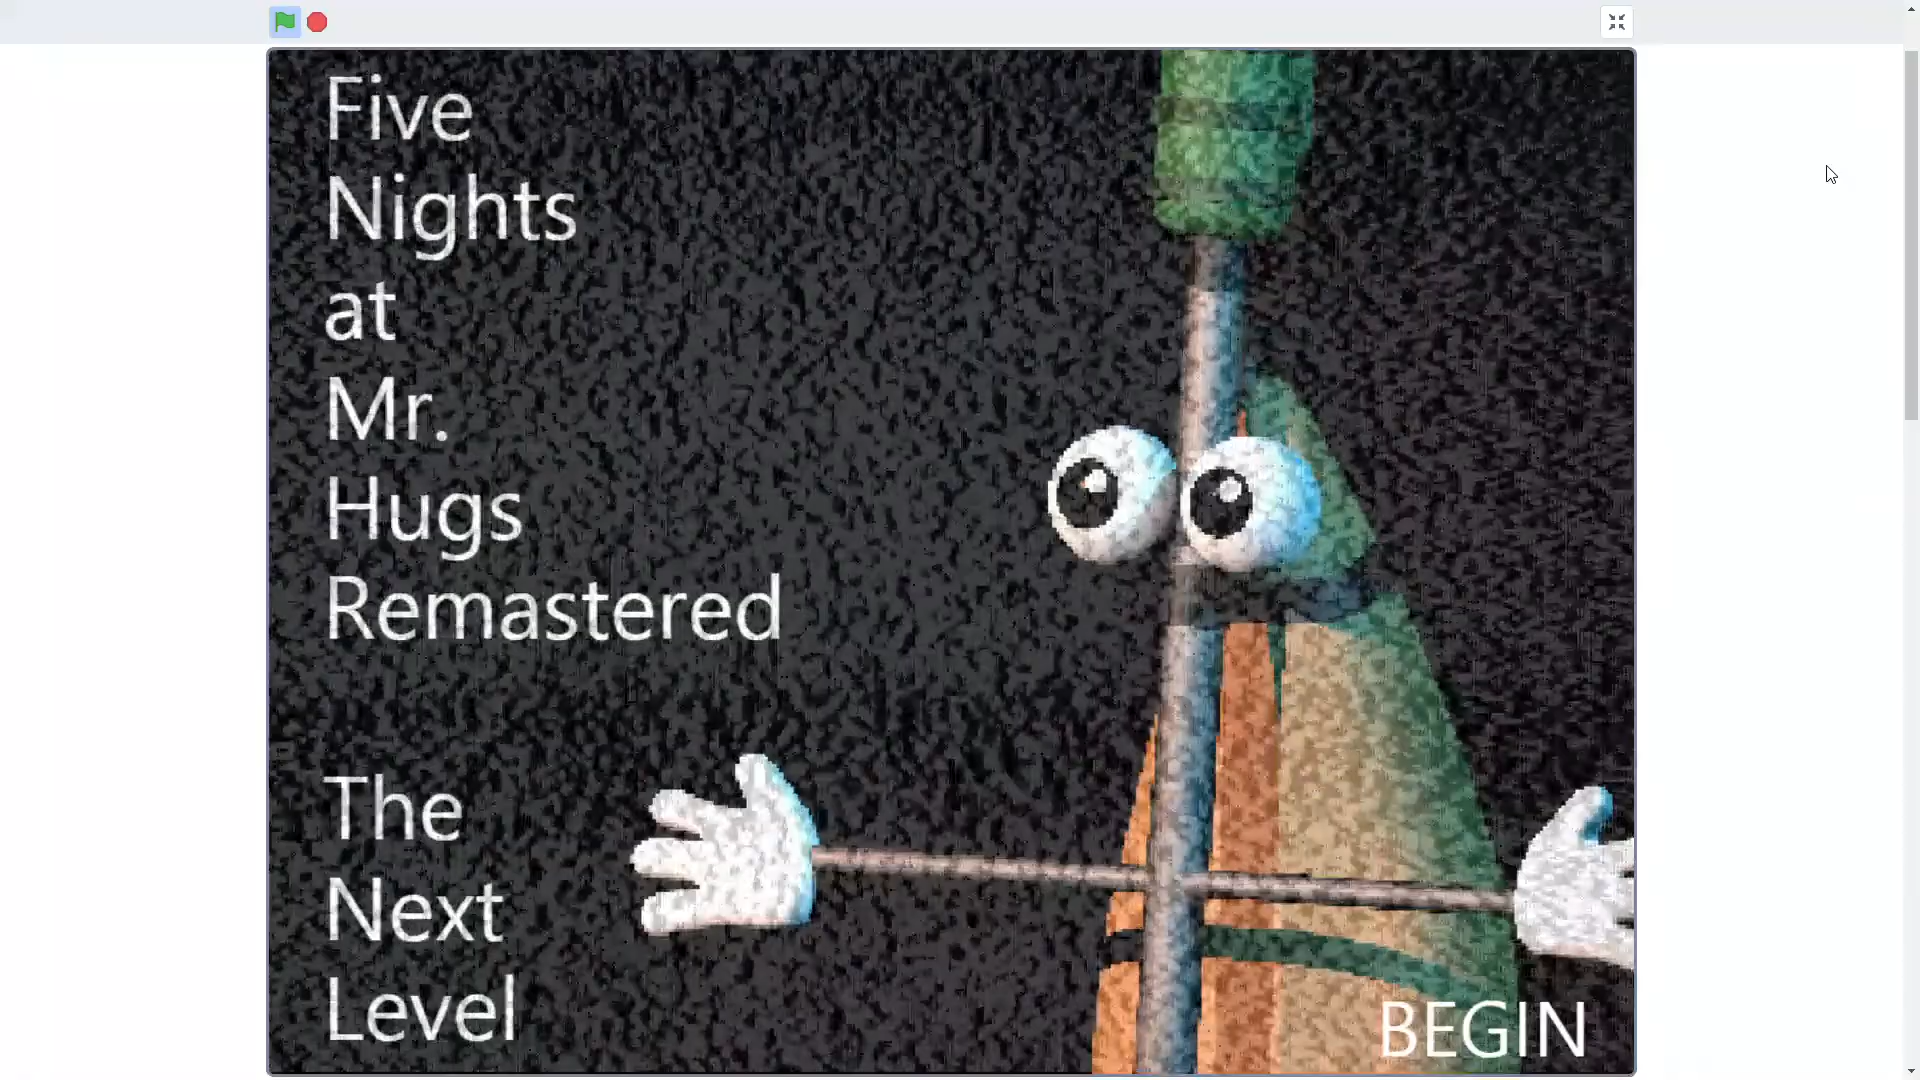 Five
Nights
at
Mr.
Hugs
Remastered
The
Next
Level
BEGIN